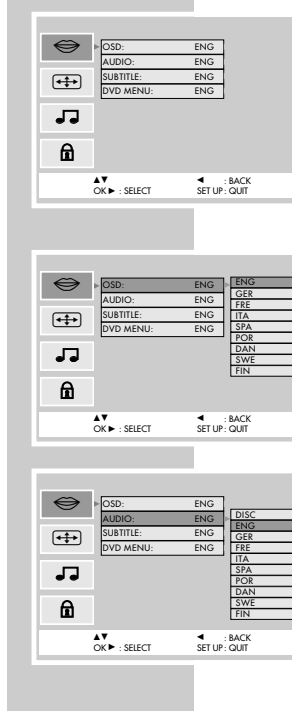 OSD: ENG
AUDIO: ENG
SUBTITLE: ENG
DVD MENU: ENG
▲▼ ◄ : BACK
OK ► : SELECT SET UP : QUIT
OSD: ENG ENG
GER
AUDIO: ENG FRE
SUBTITLE: ENG ITA
DVD MENU: ENG SPA
POR
DAN
SWE
FIN
▲▼ ◄ : BACK
OK ► : SELECT SET UP : QUIT
OSD: ENG
AUDIO: ENG DISC
ENG
SUBTITLE: ENG GER
DVD MENU: ENG FRE
ITA
SPA
POR
DAN
SWE
FIN
▲▼ ◄ : BACK
OK ► : SELECT SET UP : QUIT